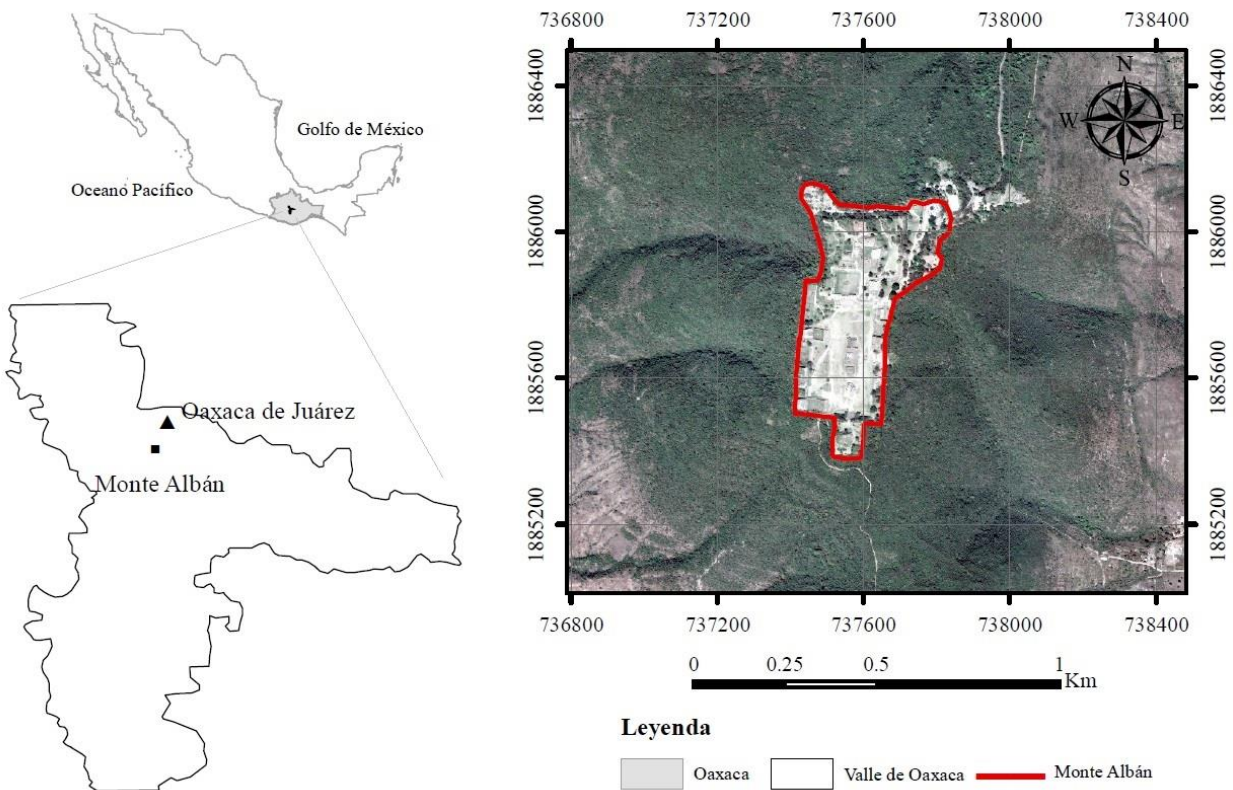 Golfo de México
Oceano Pacífico
Oaxaca de Juárez
Monte Albán
736800 737200 737600 738000 738400
1886400
1886000
1885600
1885200
1886400
1886000
1885600
1885200
N
W E
S
736800 737200 737600 738000 738400
0 0.25 0.5 1
Km
Leyenda
Oaxaca Valle de Oaxaca Monte Albán